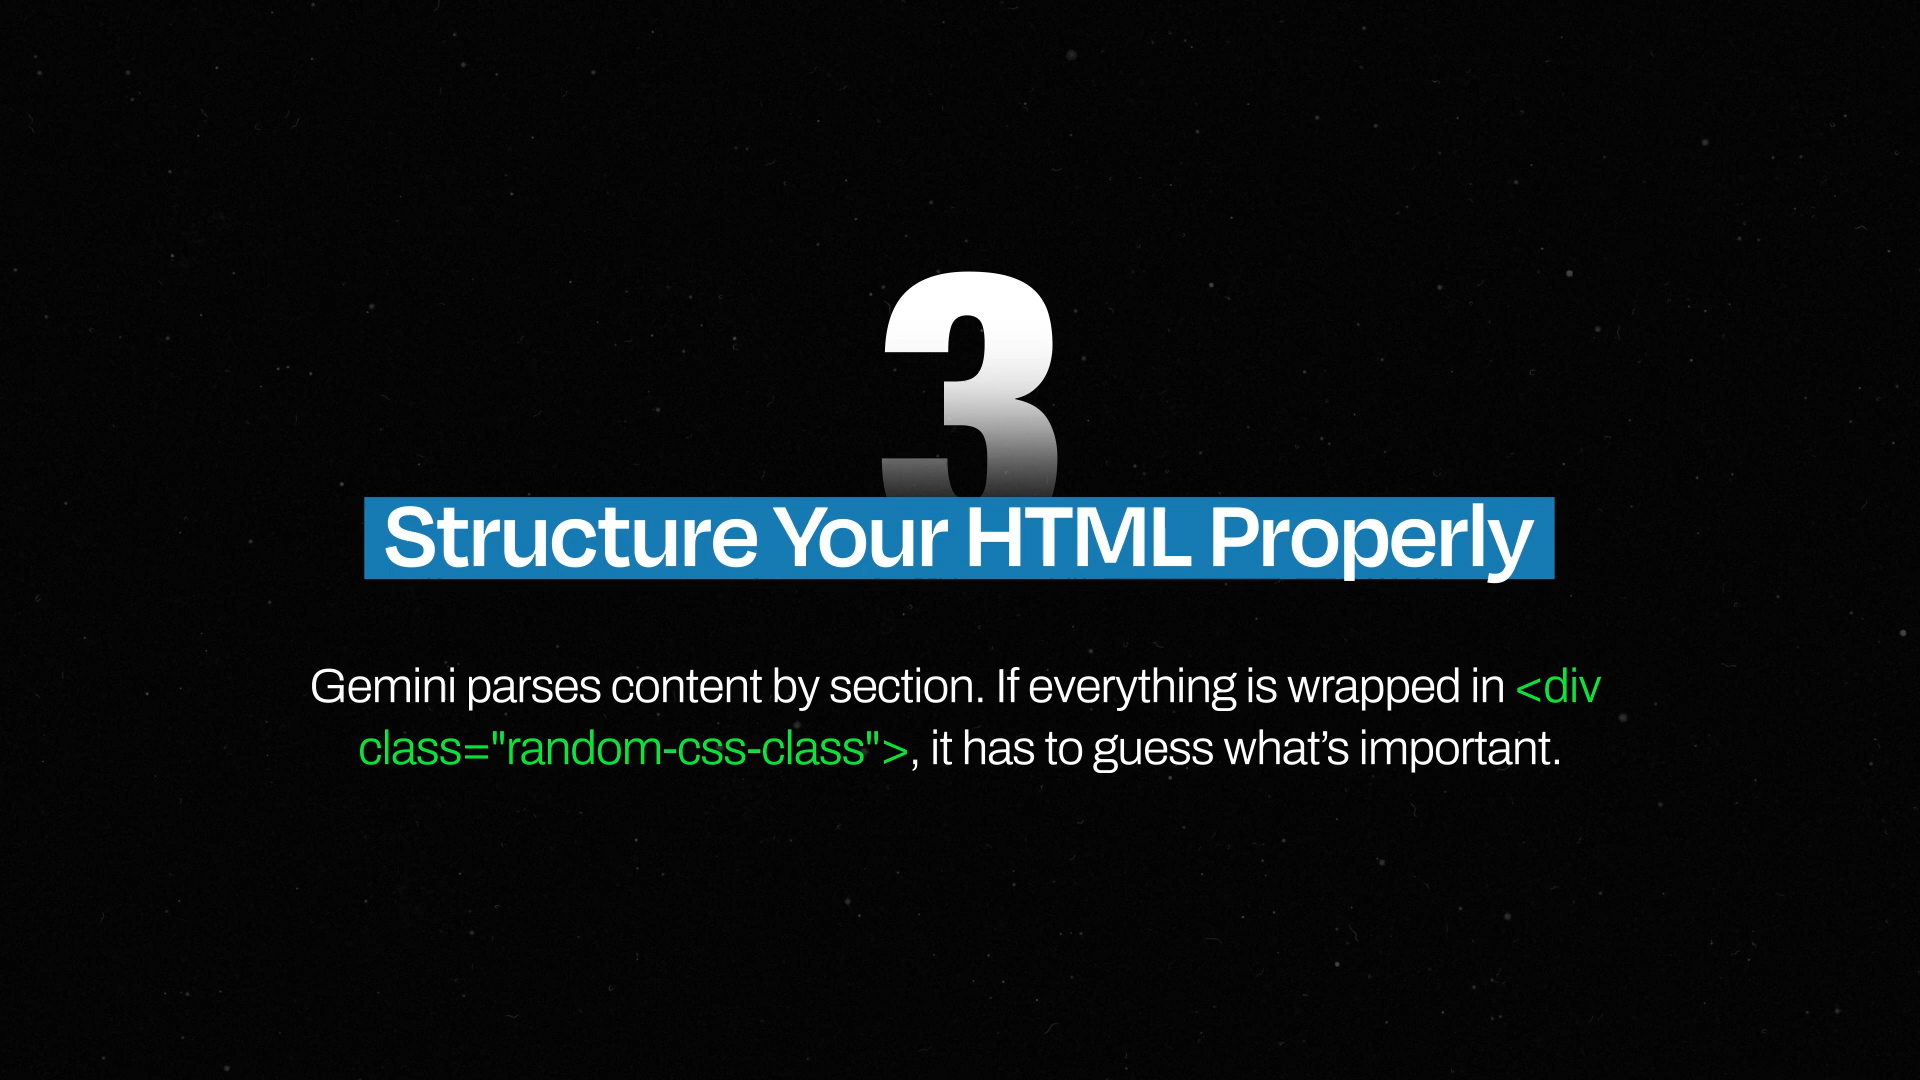 3
Structure Your HTML Properly
Gemini parses content by section. If everything is wrapped in <div
class="random-css-class">, it has to guess what’s important.